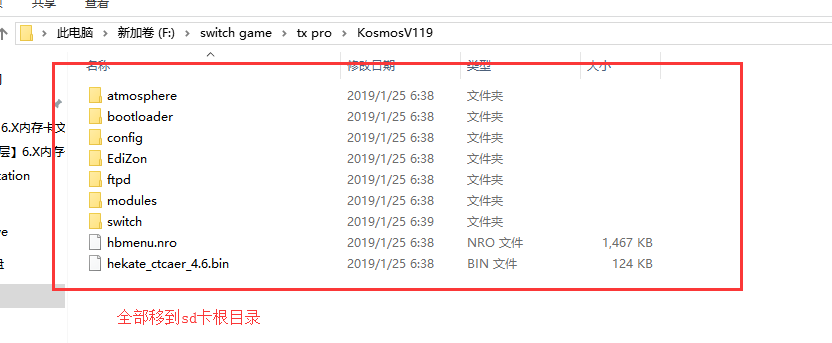 共享 查看
此电脑 新加卷 (F:) switch game tx pro KosmosV119
名称 修改日期 类型 大小
atmosphere 2019/1/25 6:38 文件夹
bootloader 2019/1/25 6:38 文件夹
6.X内存卡文 config 2019/1/25 6:38 文件夹
层】6.X内存 EdiZon 2019/1/25 6:38 文件夹
tation ftpd 2019/1/25 6:38 文件夹
modules 2019/1/25 6:38 文件夹
switch 2019/1/25 6:39 文件夹
ve hbmenu.nro 2019/1/25 6:38 NRO 文件 1,467 KB
盘 hekate_ctcaer_4.6.bin 2019/1/25 6:38 BIN 文件 124 KB
全部移到sd卡根目录